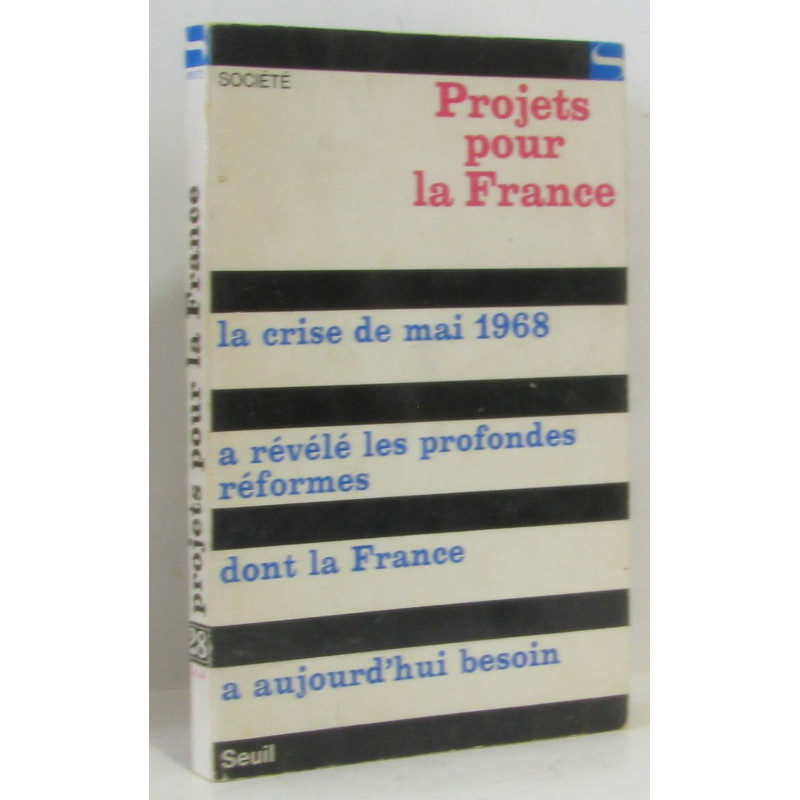 S
SOCIÉTÉ
Projets
pour
la France
la crise de mai 1968
a révélé les profondes
réformes
dont la France
a aujourd'hui besoin
Seuil
projets pour la France
28